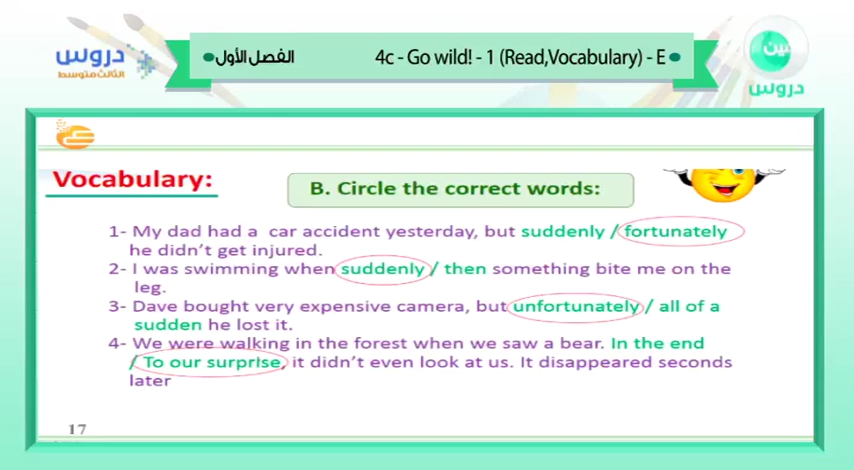 دروس
الثالث متوسط
الفصل الأول
4c - Go wild! - 1 (Read,Vocabulary) - E
عين
دروس
Vocabulary:
B. Circle the correct words:
1- My dad had a car accident yesterday, but suddenly / fortunately
he didn't get injured.
2- I was swimming when suddenly / then something bite me on the
leg.
3- Dave bought very expensive camera, but unfortunately / all of a
sudden he lost it.
4- We were walking in the forest when we saw a bear. In the end
/ To our surprise, it didn't even look at us. It disappeared seconds
later
17